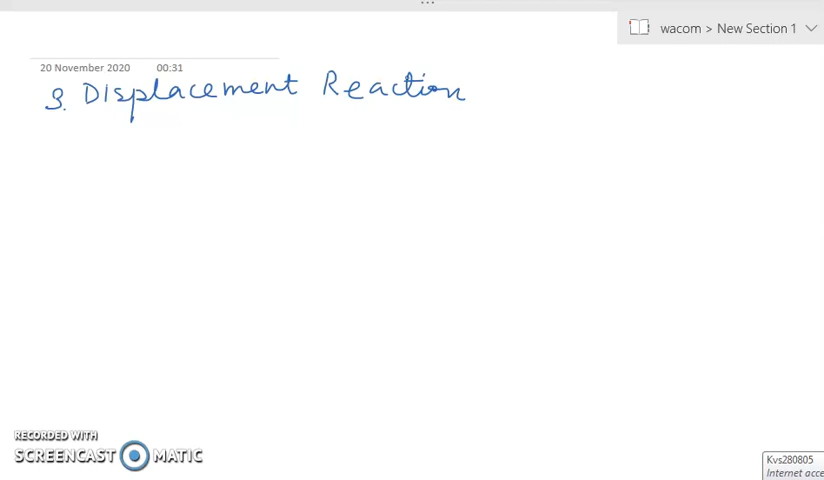 wacom > New Section 1
20 November 2020 00:31
3. Displacement Reaction
RECORDED WITH
SCREENCAST MATIC
Kvs280805
Internet acce